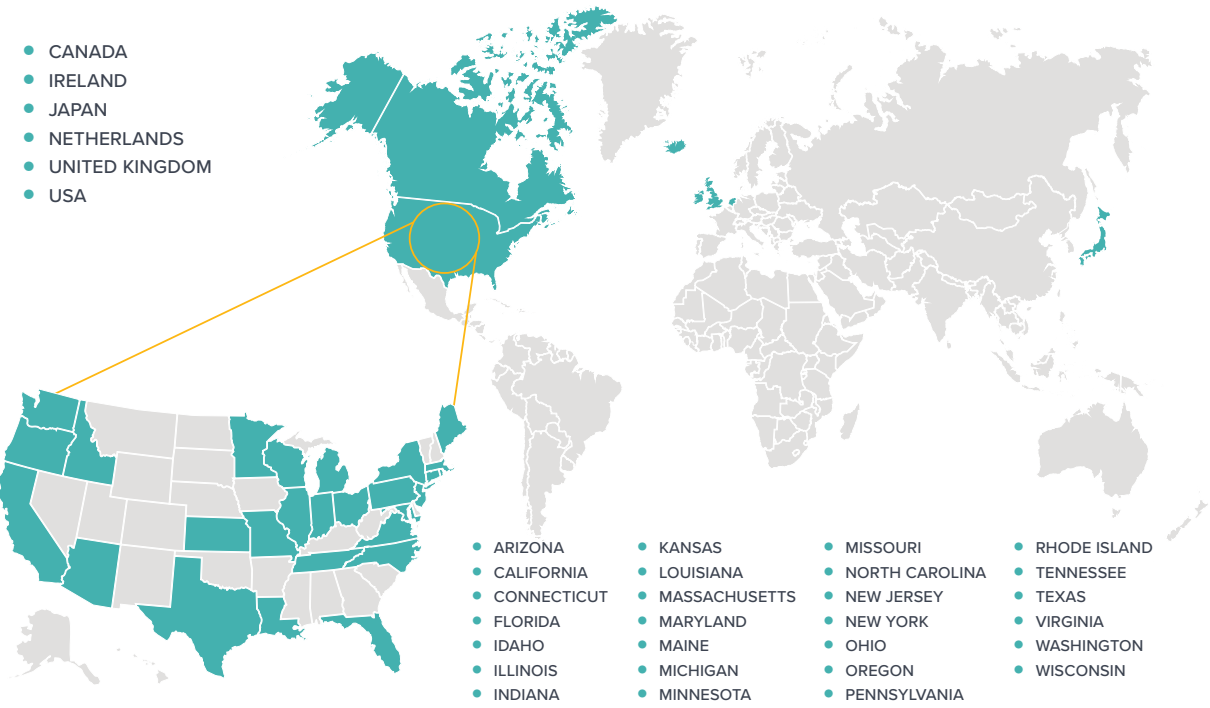 CANADA
IRELAND
JAPAN
NETHERLANDS
UNITED KINGDOM
USA
ARIZONA
CALIFORNIA
CONNECTICUT
FLORIDA
IDAHO
ILLINOIS
INDIANA
KANSAS
LOUISIANA
MASSACHUSETTS
MARYLAND
MAINE
MICHIGAN
MINNESOTA
MISSOURI
NORTH CAROLINA
NEW JERSEY
NEW YORK
OHIO
OREGON
PENNSYLVANIA
RHODE ISLAND
TENNESSEE
TEXAS
VIRGINIA
WASHINGTON
WISCONSIN